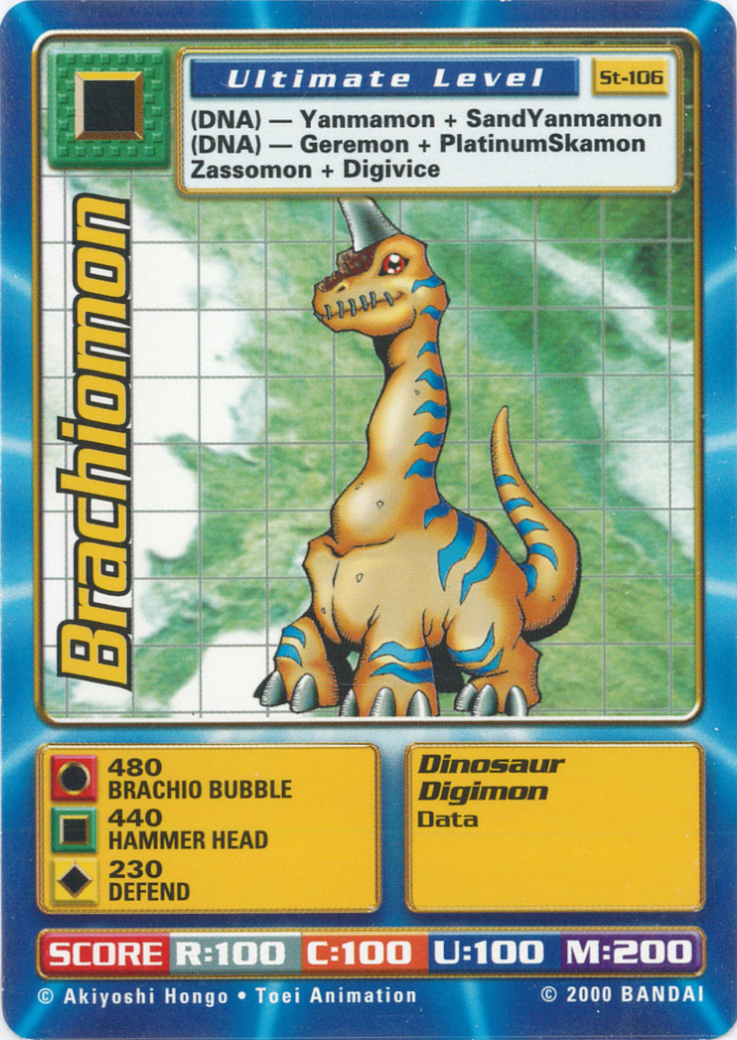 Ultimate Level
St-106
(DNA) — Yanmamon + SandYanmamon
(DNA) — Geremon + PlatinumSkamon
Zassomon + Digivice
Brachiomon
480
BRACHIO BUBBLE
440
HAMMER HEAD
230
DEFEND
Dinosaur
Digimon
Data
SCORE R:100 C:100 U:100 M:200
© Akiyoshi Hongo • Toei Animation © 2000 BANDAI